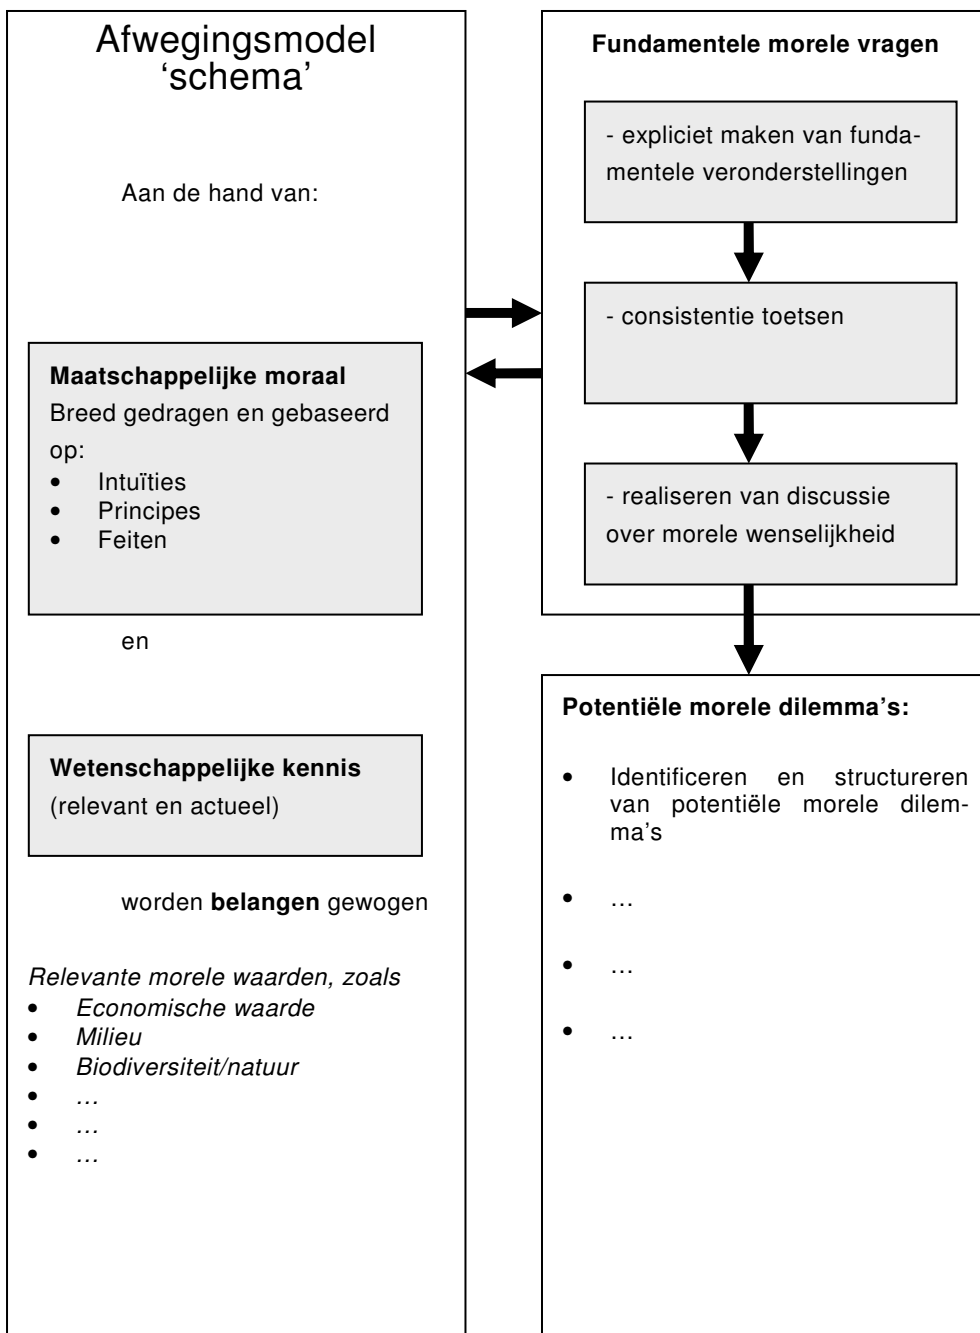 Afwegingsmodel
‘schema’
Aan de hand van:
Maatschappelijke moraal
Breed gedragen en gebaseerd
op:
• Intuïties
• Principes
• Feiten
en
Wetenschappelijke kennis
(relevant en actueel)
worden belangen gewogen
Relevante morele waarden, zoals
• Economische waarde
• Milieu
• Biodiversiteit/natuur
• ...
• ...
• ...
Fundamentele morele vragen
- expliciet maken van funda-
mentele veronderstellingen
- consistentie toetsen
- realiseren van discussie
over morele wenselijkheid
Potentiële morele dilemma’s:
• Identificeren en structureren
van potentiële morele dilem-
ma’s
• …
• …
• …